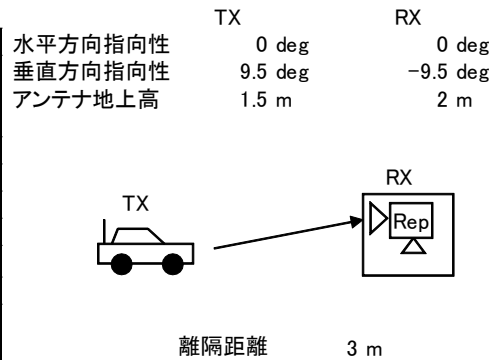 TX RX
水平方向指向性 0 deg 0 deg
垂直方向指向性 9.5 deg -9.5 deg
アンテナ地上高 1.5 m 2 m
RX
TX
Rep
離隔距離 3 m